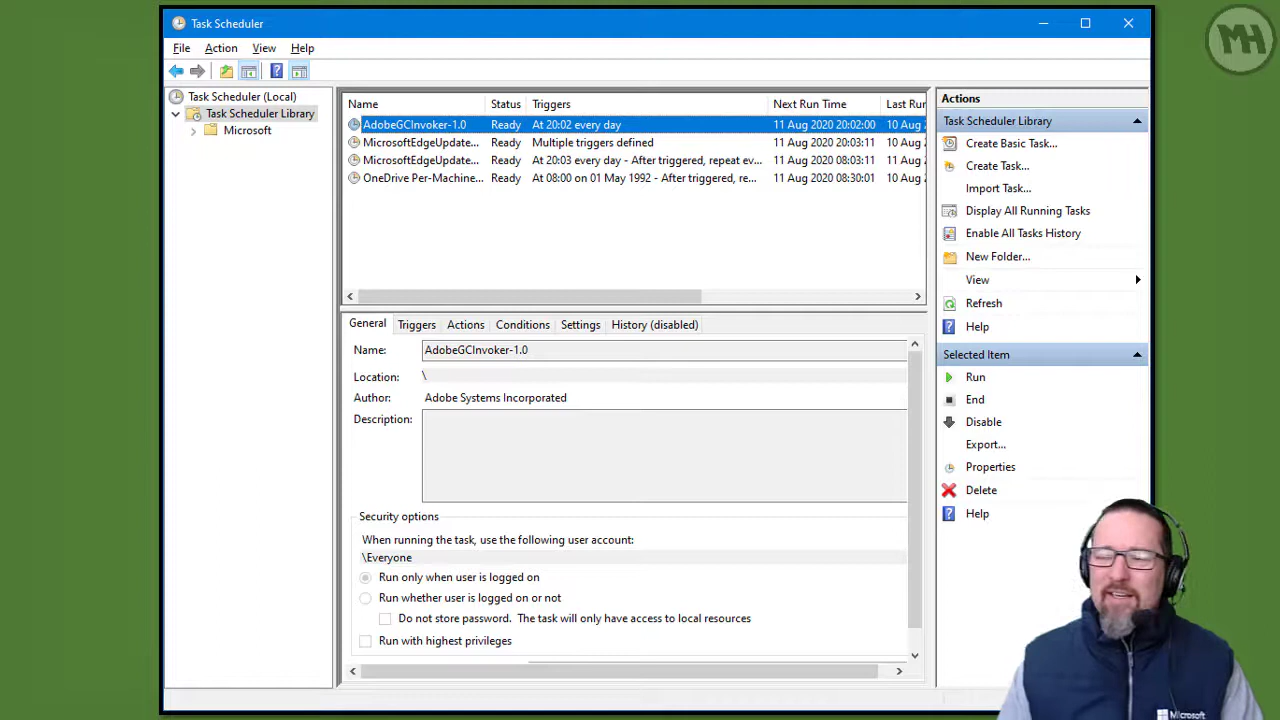 MH
Task Scheduler
File Action View Help
Task Scheduler (Local)
Task Scheduler Library
Microsoft
Name Status Triggers Next Run Time Last Run
AdobeGCInvoker-1.0 Ready At 20:02 every day 11 Aug 2020 20:02:00 10 Aug 2
MicrosoftEdgeUpdate... Ready Multiple triggers defined 11 Aug 2020 20:03:11 10 Aug 2
MicrosoftEdgeUpdate... Ready At 20:03 every day - After triggered, repeat ev... 11 Aug 2020 08:03:11 10 Aug 2
OneDrive Per-Machine... Ready At 08:00 on 01 May 1992 - After triggered, re... 11 Aug 2020 08:30:01 10 Aug 2
General Triggers Actions Conditions Settings History (disabled)
Name: AdobeGCInvoker-1.0
Location: \
Author: Adobe Systems Incorporated
Description:
Security options
When running the task, use the following user account:
\Everyone
Run only when user is logged on
Run whether user is logged on or not
Do not store password. The task will only have access to local resources
Run with highest privileges
Actions
Task Scheduler Library
Create Basic Task...
Create Task...
Import Task...
Display All Running Tasks
Enable All Tasks History
New Folder...
View
Refresh
Help
Selected Item
Run
End
Disable
Export...
Properties
Delete
Help
Microsoft